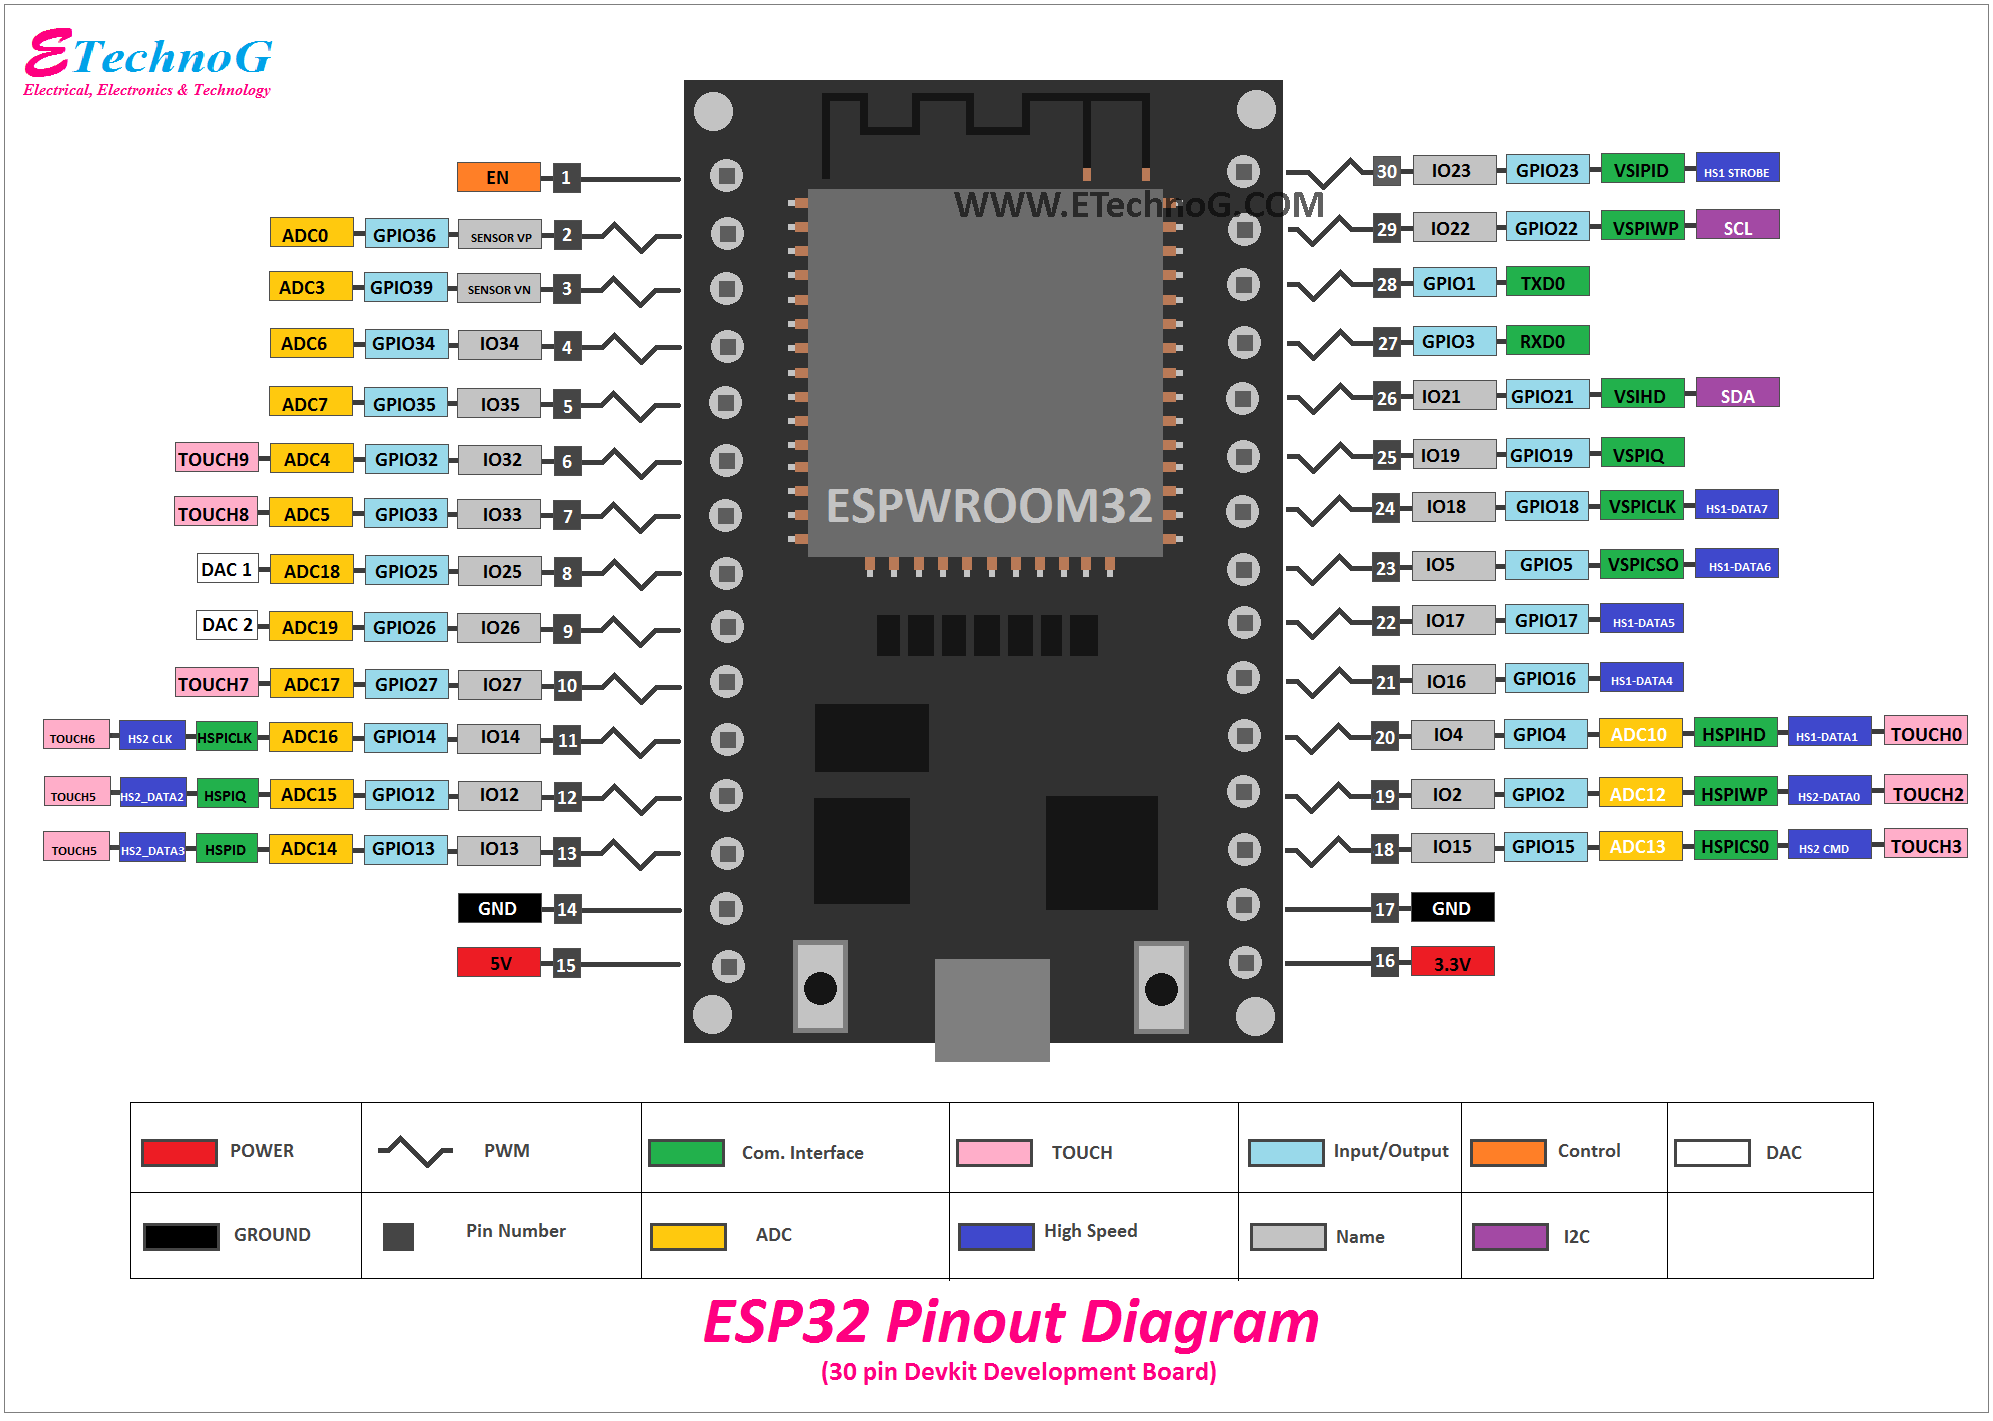 ETechnoG
Electrical, Electronics & Technology
WWW.ETechnoG.COM
ESPWROOM32
EN 1
ADC0 GPIO36 SENSOR VP 2
ADC3 GPIO39 SENSOR VN 3
ADC6 GPIO34 IO34 4
ADC7 GPIO35 IO35 5
TOUCH9 ADC4 GPIO32 IO32 6
TOUCH8 ADC5 GPIO33 IO33 7
DAC 1 ADC18 GPIO25 IO25 8
DAC 2 ADC19 GPIO26 IO26 9
TOUCH7 ADC17 GPIO27 IO27 10
TOUCH6 HS2 CLK HSPICLK ADC16 GPIO14 IO14 11
TOUCH5 HS2_DATA2 HSPIQ ADC15 GPIO12 IO12 12
TOUCH5 HS2_DATA3 HSPID ADC14 GPIO13 IO13 13
GND 14
5V 15
30 IO23 GPIO23 VSIPID HS1 STROBE
29 IO22 GPIO22 VSPIWP SCL
28 GPIO1 TXD0
27 GPIO3 RXD0
26 IO21 GPIO21 VSIHD SDA
25 IO19 GPIO19 VSPIQ
24 IO18 GPIO18 VSPICLK HS1-DATA7
23 IO5 GPIO5 VSPICSO HS1-DATA6
22 IO17 GPIO17 HS1-DATA5
21 IO16 GPIO16 HS1-DATA4
20 IO4 GPIO4 ADC10 HSPIHD HS1-DATA1 TOUCH0
19 IO2 GPIO2 ADC12 HSPIWP HS2-DATA0 TOUCH2
18 IO15 GPIO15 ADC13 HSPICS0 HS2 CMD TOUCH3
17 GND
16 3.3V
POWER PWM Com. Interface TOUCH Input/Output Control DAC
GROUND Pin Number ADC High Speed Name I2C
ESP32 Pinout Diagram
(30 pin Devkit Development Board)